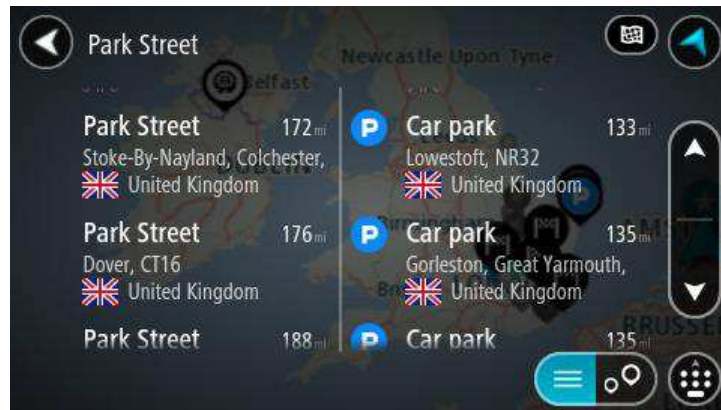 Park Street
Newcastle Upon Tyne
Belfast
Park Street 172 mi
Stoke-By-Nayland, Colchester,
United Kingdom
Park Street 176 mi
Dover, CT16
United Kingdom
Park Street 188 mi
P Car park 133 mi
Lowestoft, NR32
United Kingdom
P Car park 135 mi
Gorleston, Great Yarmouth,
United Kingdom
P Car park 135 mi
DUBLIN
Birmingham
P